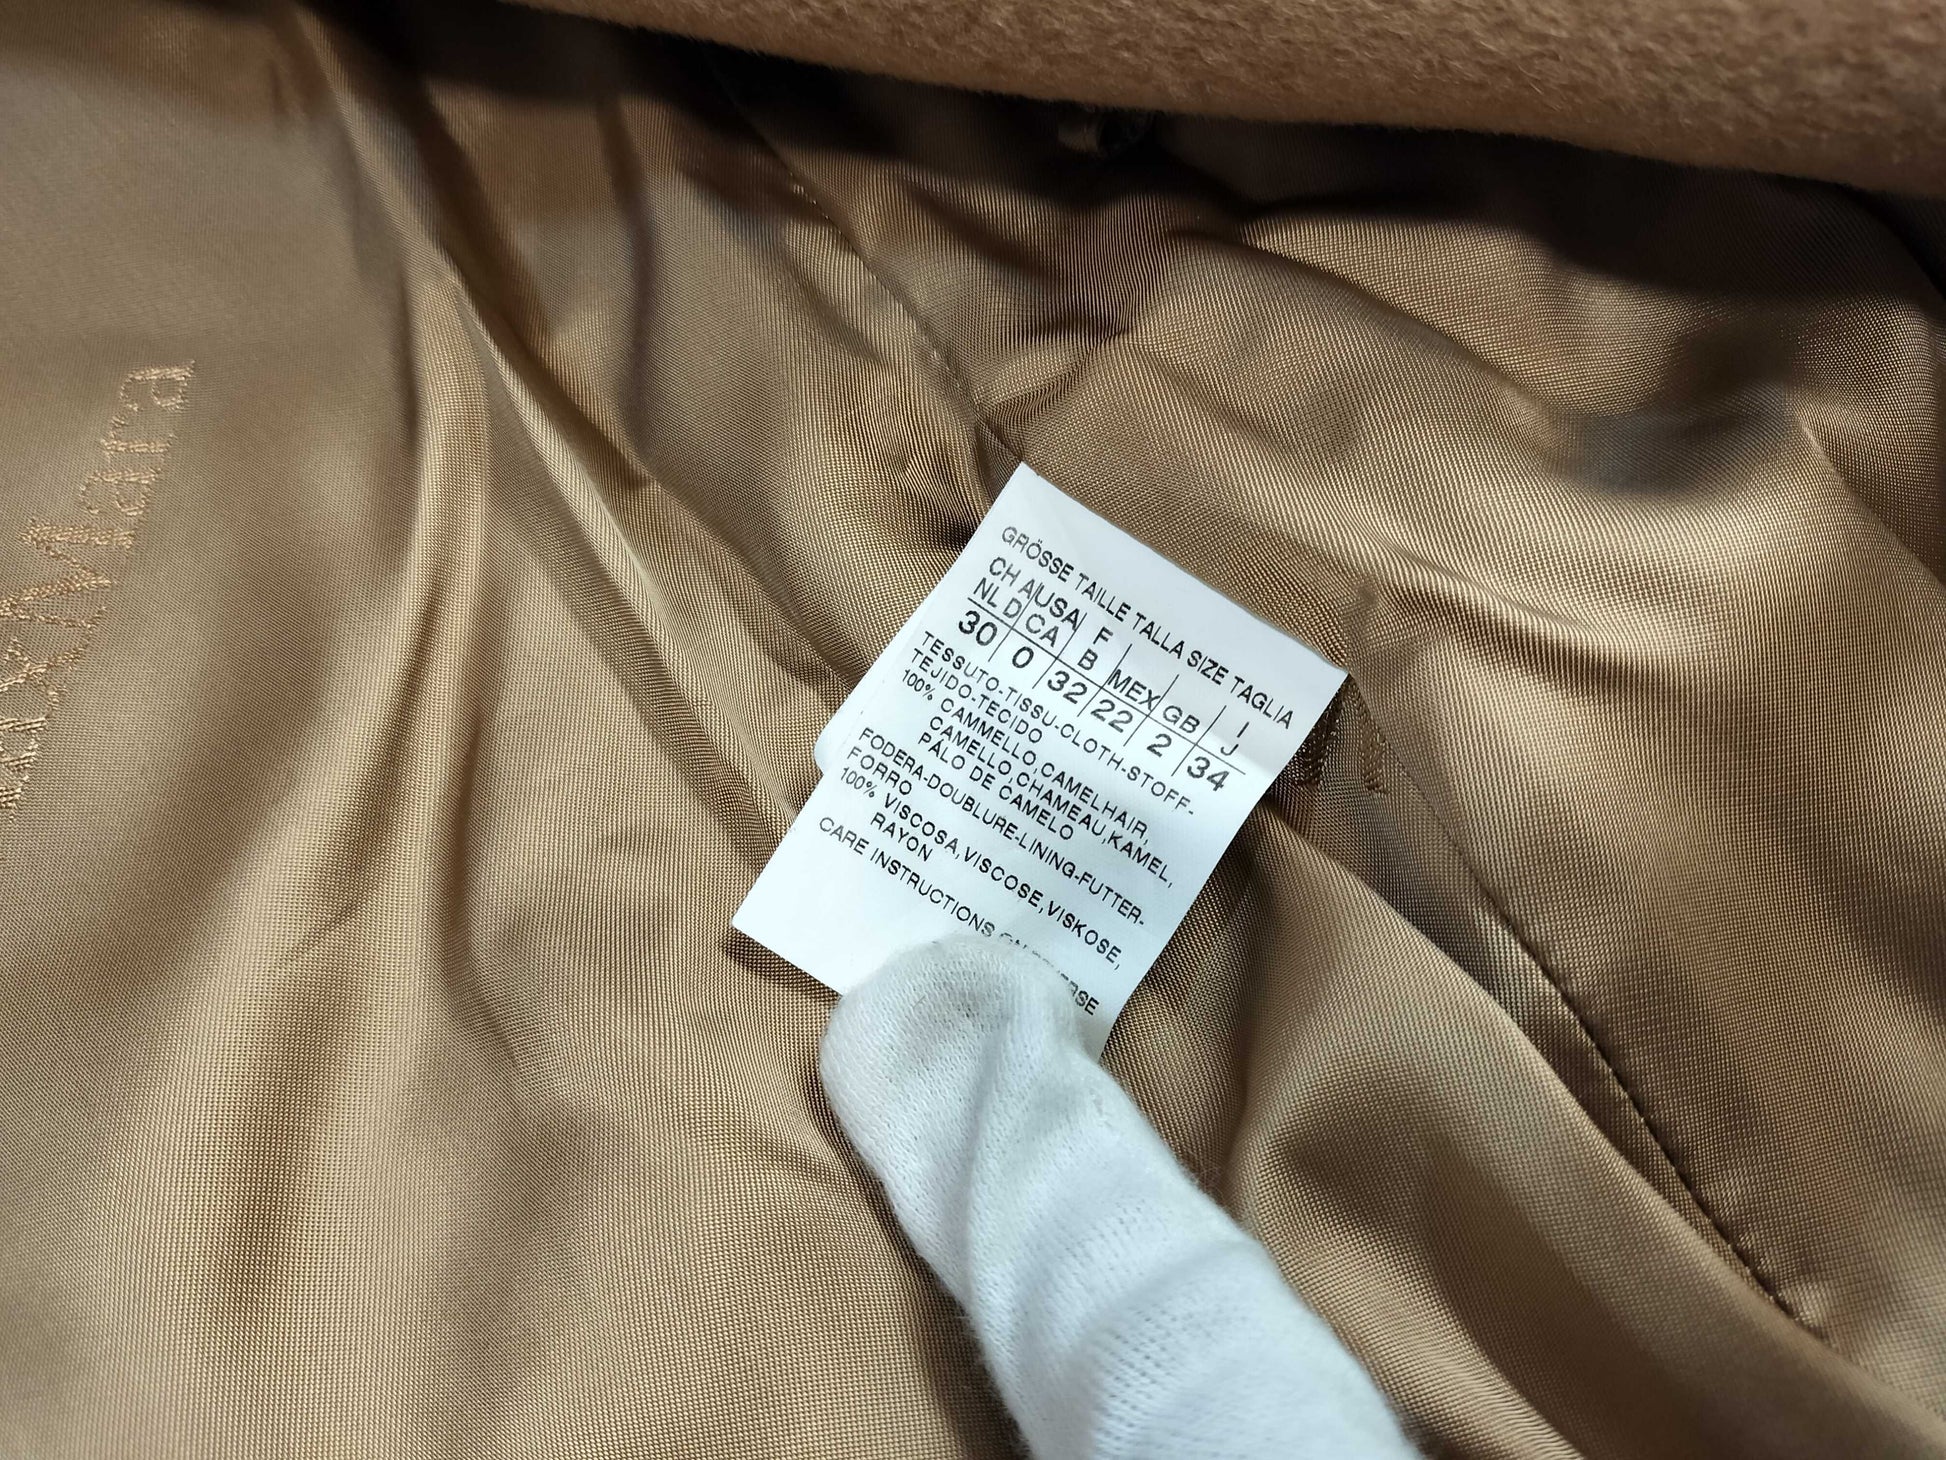 axMara
GRÖSSE TAILLE TALLA SIZE TAGLIA
CH A USA F I
NL D CA B MEX GB J
30 0 32 22 2 34
TESSUTO-TISSU-CLOTH-STOFF-
TEJIDO-TECIDO
100% CAMMELLO,CAMELHAIR,
CAMELLO,CHAMEAU,KAMEL,
PALO DE CAMELO
FODERA-DOUBLURE-LINING-FUTTER-
FORRO
100% VISCOSA,VISCOSE,VISKOSE,
RAYON
CARE INSTRUCTIONS